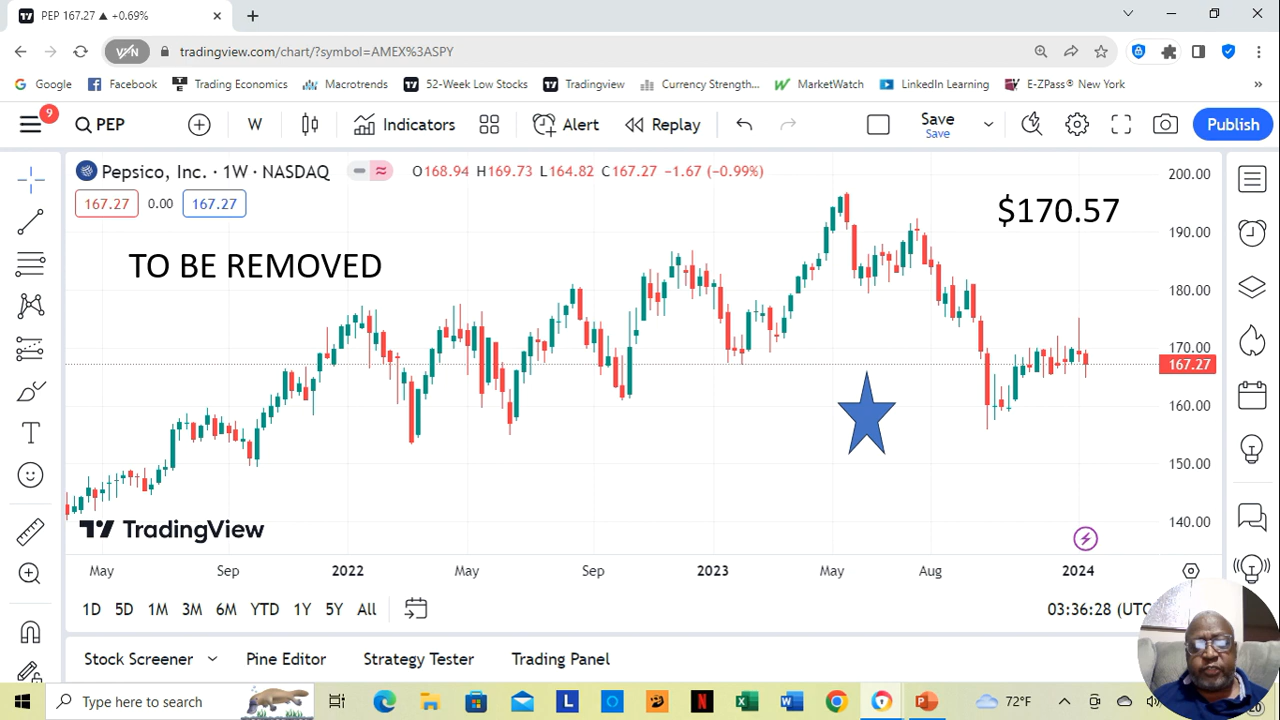 PEP 167.27 ▲ +0.69%
VPN tradingview.com/chart/?symbol=AMEX%3ASPY
Google Facebook Trading Economics Macrotrends 52-Week Low Stocks Tradingview Currency Strength... MarketWatch LinkedIn Learning E-ZPass® New York »
9
PEP W Indicators Alert Replay Save Publish
Save
Pepsico, Inc. · 1W · NASDAQ O168.94 H169.73 L164.82 C167.27 −1.67 (−0.99%)
167.27 0.00 167.27
$170.57
TO BE REMOVED
200.00
190.00
180.00
170.00
167.27
160.00
150.00
140.00
TradingView
May Sep 2022 May Sep 2023 May Aug 2024
1D 5D 1M 3M 6M YTD 1Y 5Y All 03:36:28 (UTC
Stock Screener Pine Editor Strategy Tester Trading Panel
Type here to search 72°F